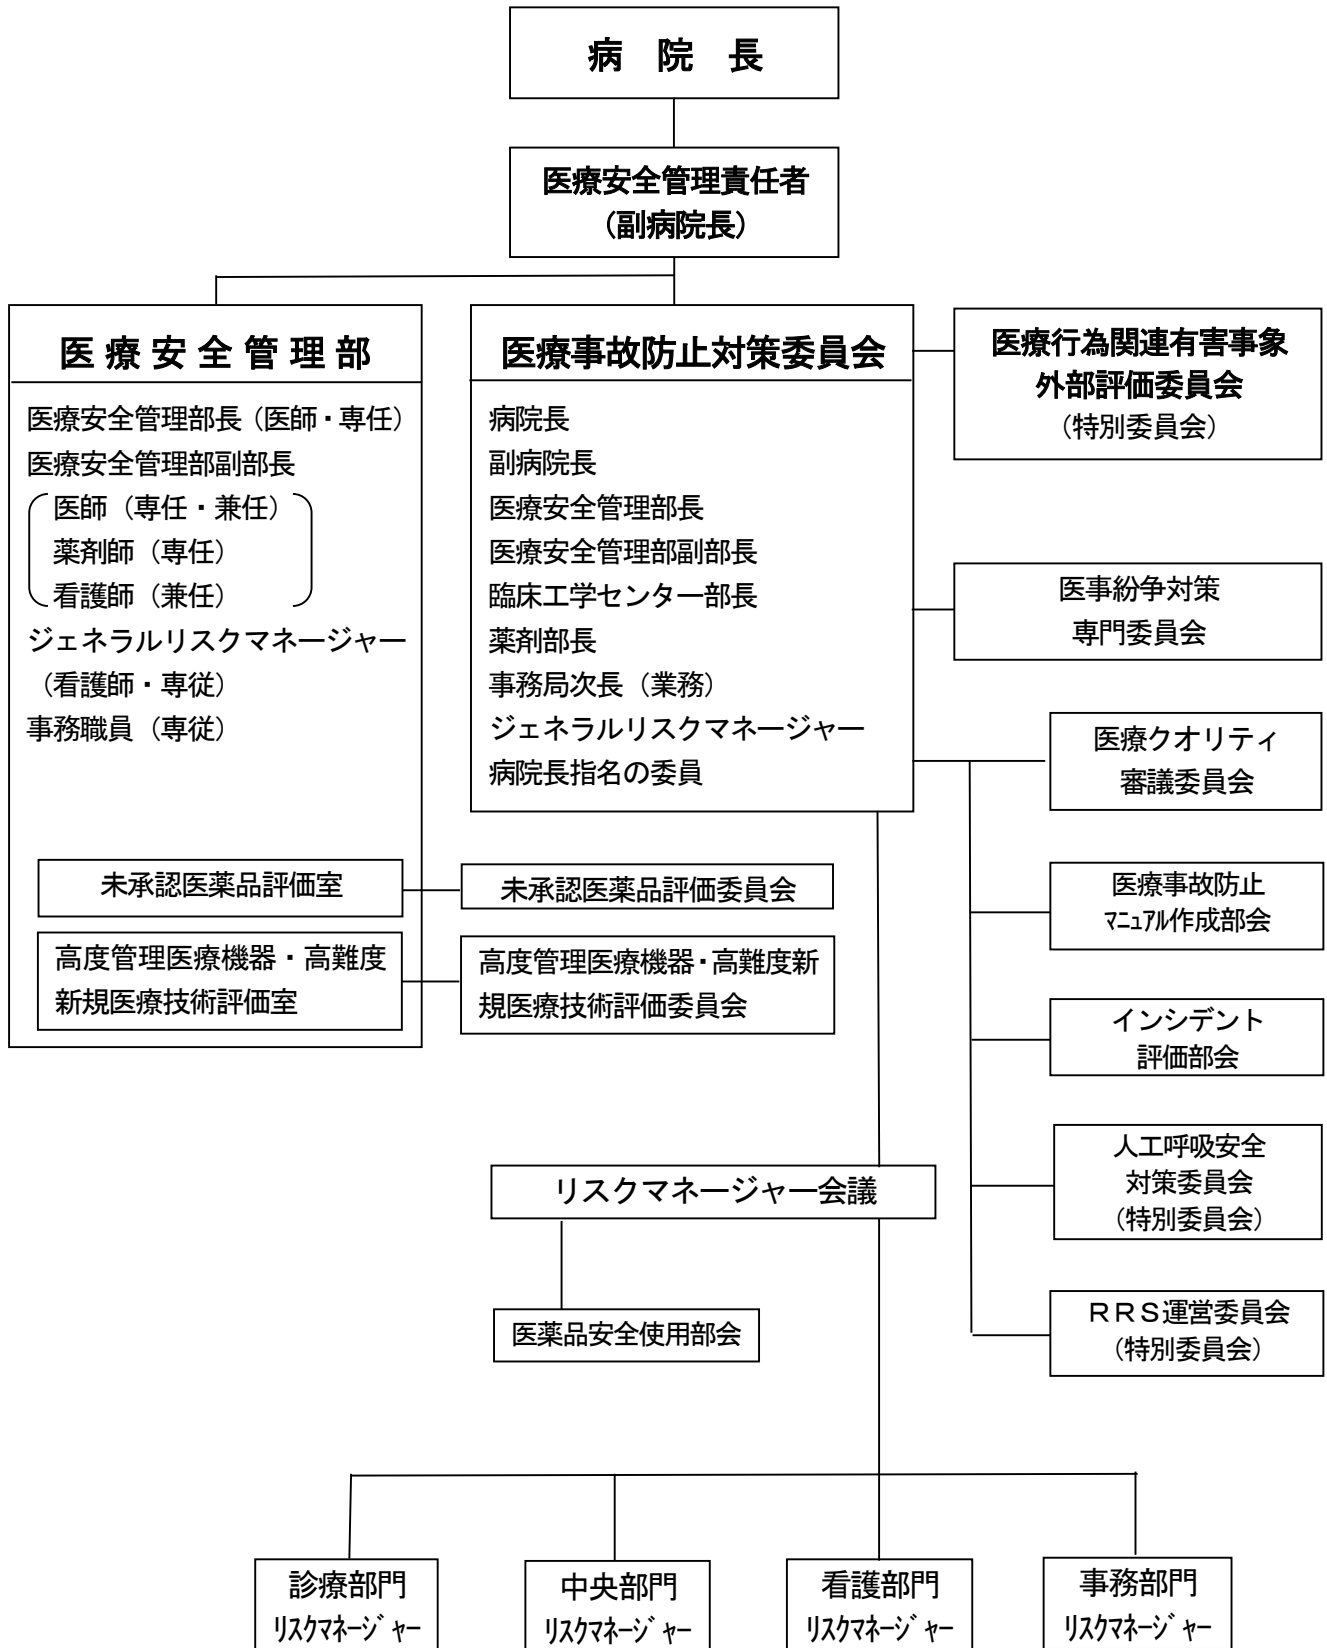 病 院 長
医療安全管理責任者
（副病院長）
医 療 安 全 管 理 部
医療安全管理部長（医師・専任）
医療安全管理部副部長
医師（専任・兼任）
薬剤師（専任）
看護師（兼任）
ジェネラルリスクマネージャー
（看護師・専従）
事務職員（専従）
未承認医薬品評価室
高度管理医療機器・高難度
新規医療技術評価室
医療事故防止対策委員会
病院長
副病院長
医療安全管理部長
医療安全管理部副部長
臨床工学センター部長
薬剤部長
事務局次長（業務）
ジェネラルリスクマネージャー
病院長指名の委員
未承認医薬品評価委員会
高度管理医療機器・高難度新
規医療技術評価委員会
医療行為関連有害事象
外部評価委員会
（特別委員会）
医事紛争対策
専門委員会
医療クオリティ
審議委員会
医療事故防止
ﾏﾆｭｱﾙ作成部会
インシデント
評価部会
人工呼吸安全
対策委員会
（特別委員会）
ＲＲＳ運営委員会
（特別委員会）
リスクマネージャー会議
医薬品安全使用部会
診療部門
ﾘｽｸﾏﾈｰｼﾞｬｰ
中央部門
ﾘｽｸﾏﾈｰｼﾞｬｰ
看護部門
ﾘｽｸﾏﾈｰｼﾞｬｰ
事務部門
ﾘｽｸﾏﾈｰｼﾞｬｰ